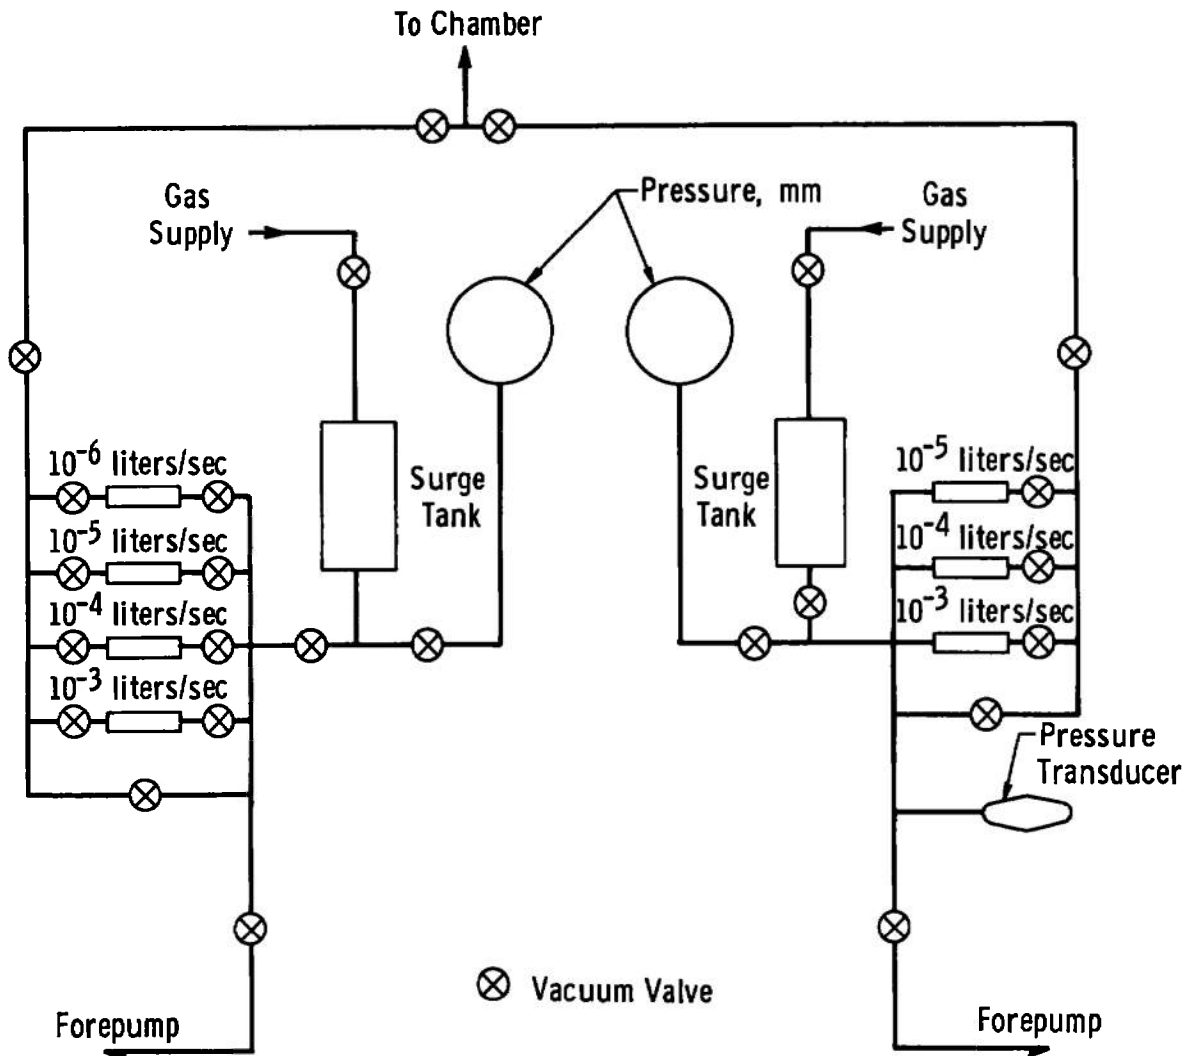 To Chamber
Gas
Supply
Pressure, mm
Gas
Supply
10⁻⁶ liters/sec
10⁻⁵ liters/sec
10⁻⁴ liters/sec
10⁻³ liters/sec
Surge
Tank
Surge
Tank
10⁻⁵ liters/sec
10⁻⁴ liters/sec
10⁻³ liters/sec
Pressure
Transducer
Vacuum Valve
Forepump
Forepump